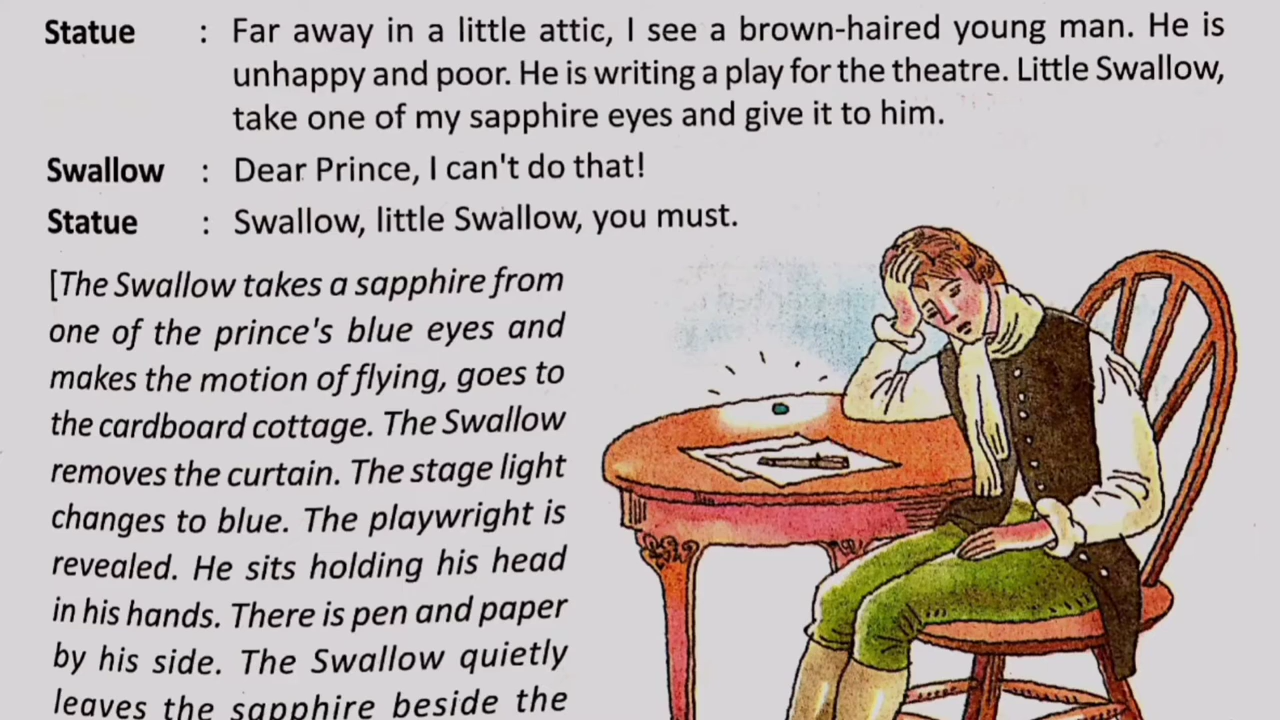 Statue : Far away in a little attic, I see a brown-haired young man. He is
unhappy and poor. He is writing a play for the theatre. Little Swallow,
take one of my sapphire eyes and give it to him.
Swallow : Dear Prince, I can't do that!
Statue : Swallow, little Swallow, you must.
[The Swallow takes a sapphire from
one of the prince's blue eyes and
makes the motion of flying, goes to
the cardboard cottage. The Swallow
removes the curtain. The stage light
changes to blue. The playwright is
revealed. He sits holding his head
in his hands. There is pen and paper
by his side. The Swallow quietly
leaves the sapphire beside the